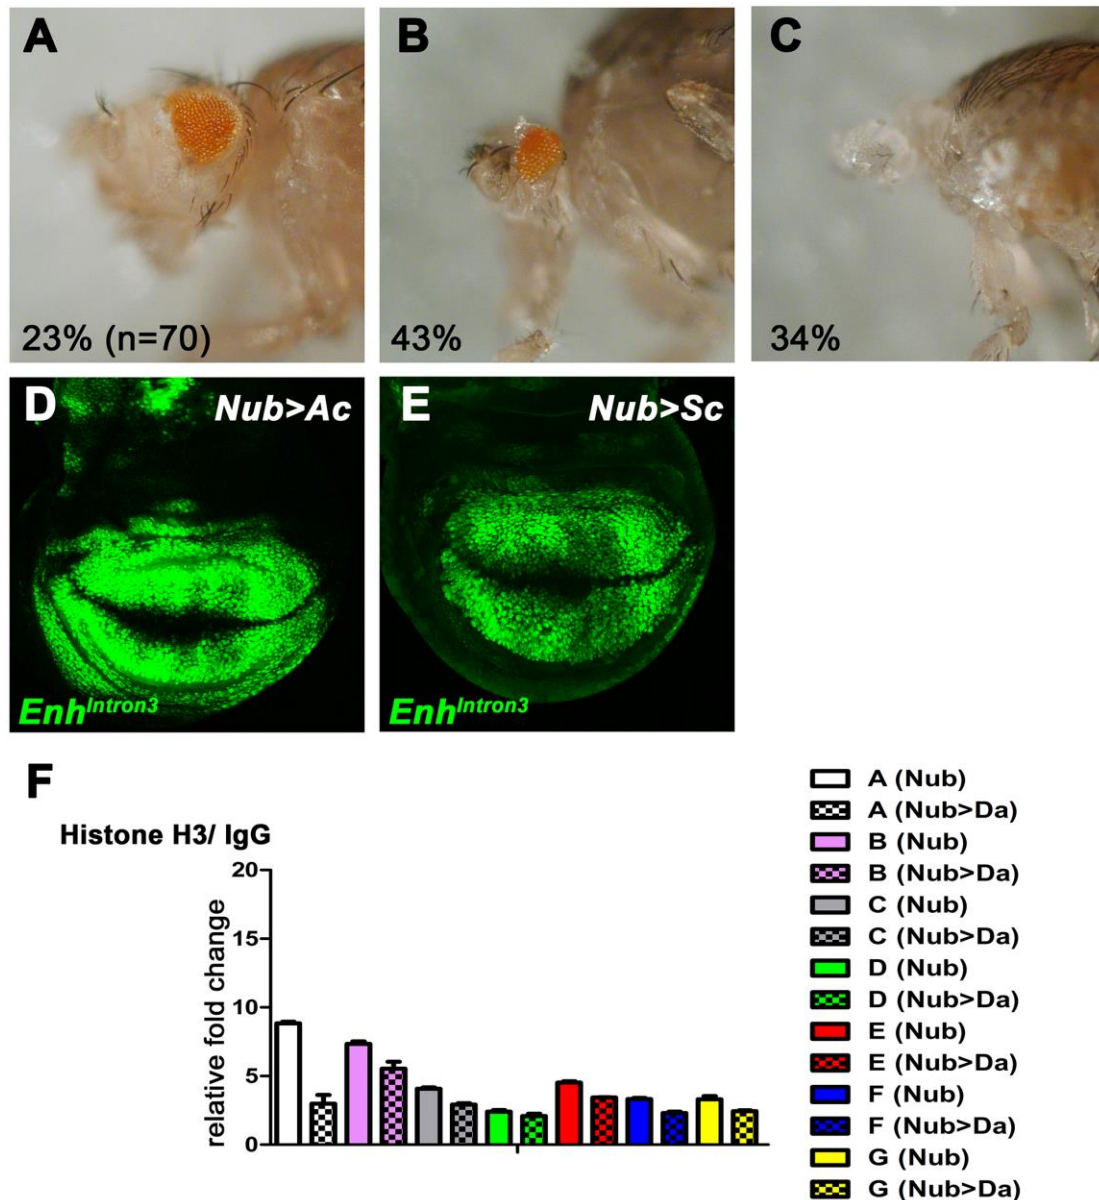 A
B
C
23% (n=70)
43%
34%
D
Nub>Ac
E
Nub>Sc
Enh^Intron3
Enh^Intron3
F
Histone H3/ IgG
relative fold change
20
15
10
5
0
A (Nub)
A (Nub>Da)
B (Nub)
B (Nub>Da)
C (Nub)
C (Nub>Da)
D (Nub)
D (Nub>Da)
E (Nub)
E (Nub>Da)
F (Nub)
F (Nub>Da)
G (Nub)
G (Nub>Da)